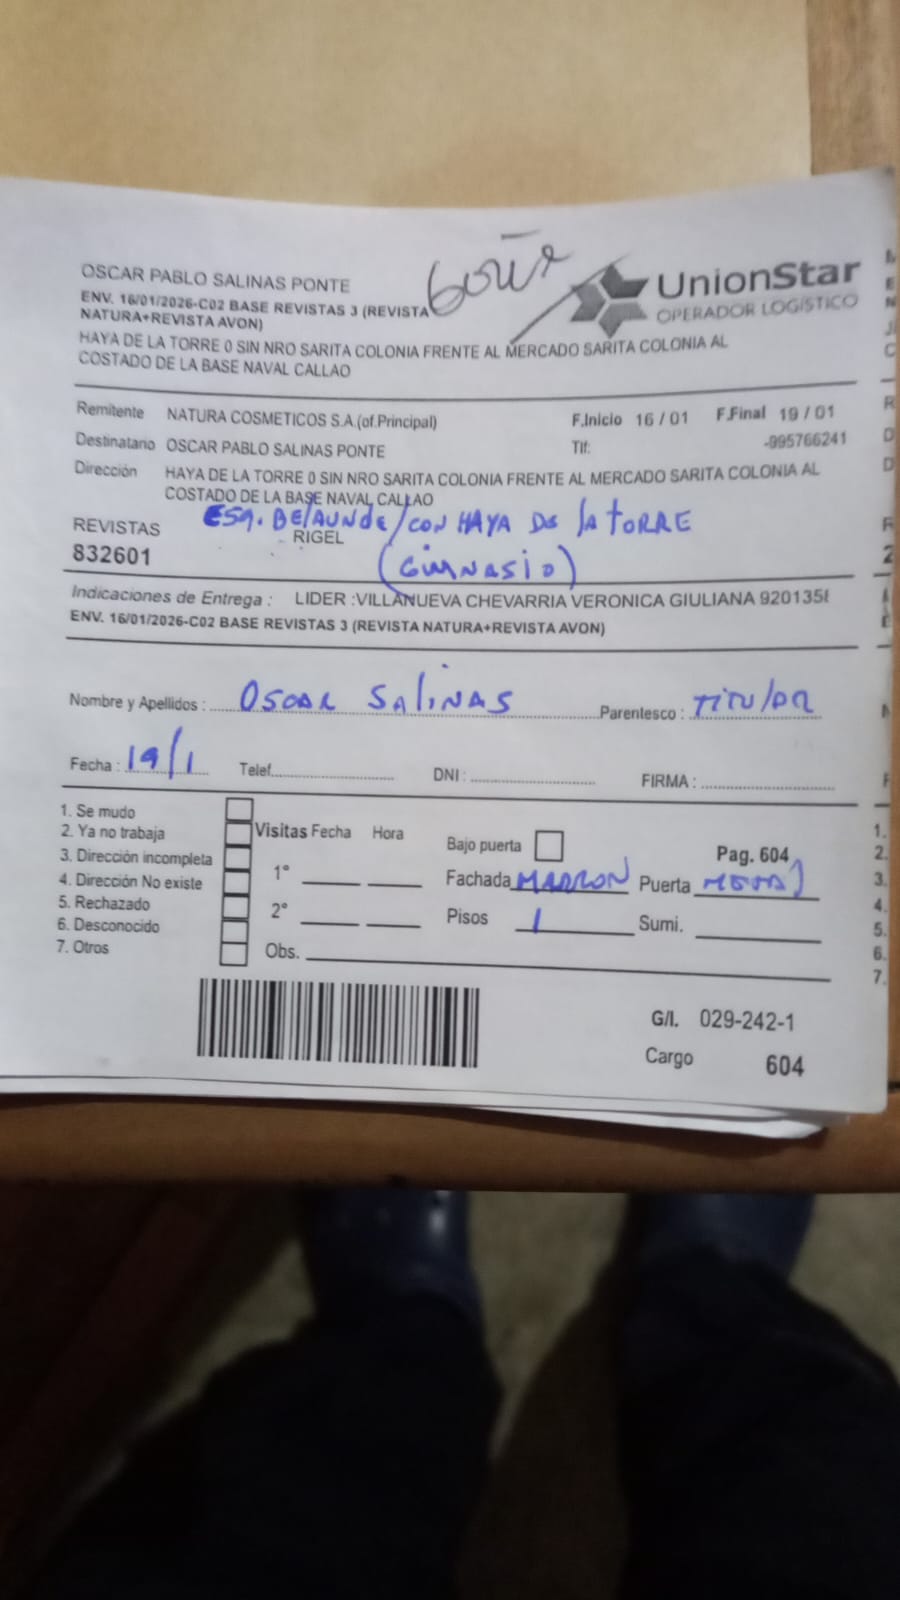 OSCAR PABLO SALINAS PONTE
ENV. 16/01/2026-C02 BASE REVISTAS 3 (REVISTA
NATURA+REVISTA AVON)
HAYA DE LA TORRE 0 SIN NRO SARITA COLONIA FRENTE AL MERCADO SARITA COLONIA AL
COSTADO DE LA BASE NAVAL CALLAO
UnionStar
OPERADOR LOGÍSTICO
Remitente NATURA COSMETICOS S.A.(of.Principal) F.Inicio 16 / 01 F.Final 19 / 01
Destinatario OSCAR PABLO SALINAS PONTE Tlf: -995766241
Dirección HAYA DE LA TORRE 0 SIN NRO SARITA COLONIA FRENTE AL MERCADO SARITA COLONIA AL
COSTADO DE LA BASE NAVAL CALLAO
ESQ. BELAUNDE/CON HAYA DE LA TORRE
REVISTAS RIGEL
832601 (GIMNASIO)
Indicaciones de Entrega : LIDER :VILLANUEVA CHEVARRIA VERONICA GIULIANA 920135
ENV. 16/01/2026-C02 BASE REVISTAS 3 (REVISTA NATURA+REVISTA AVON)
Nombre y Apellidos : OSCAR SALINAS Parentesco : TITULAR
Fecha : 19/1 Telef. DNI : FIRMA :
1. Se mudo
2. Ya no trabaja
3. Dirección incompleta
4. Dirección No existe
5. Rechazado
6. Desconocido
7. Otros
Visitas Fecha Hora
1°
2°
Obs.
Bajo puerta Pag. 604
Fachada MARRON Puerta METAL
Pisos 1 Sumi.
G/I. 029-242-1
Cargo 604